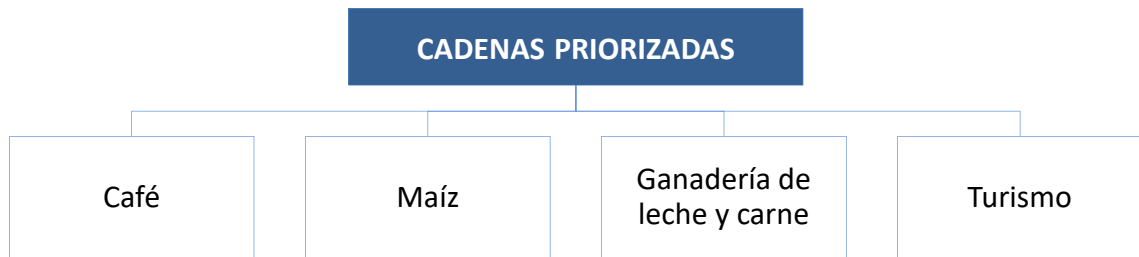 CADENAS PRIORIZADAS
Café
Maíz
Ganadería de
leche y carne
Turismo